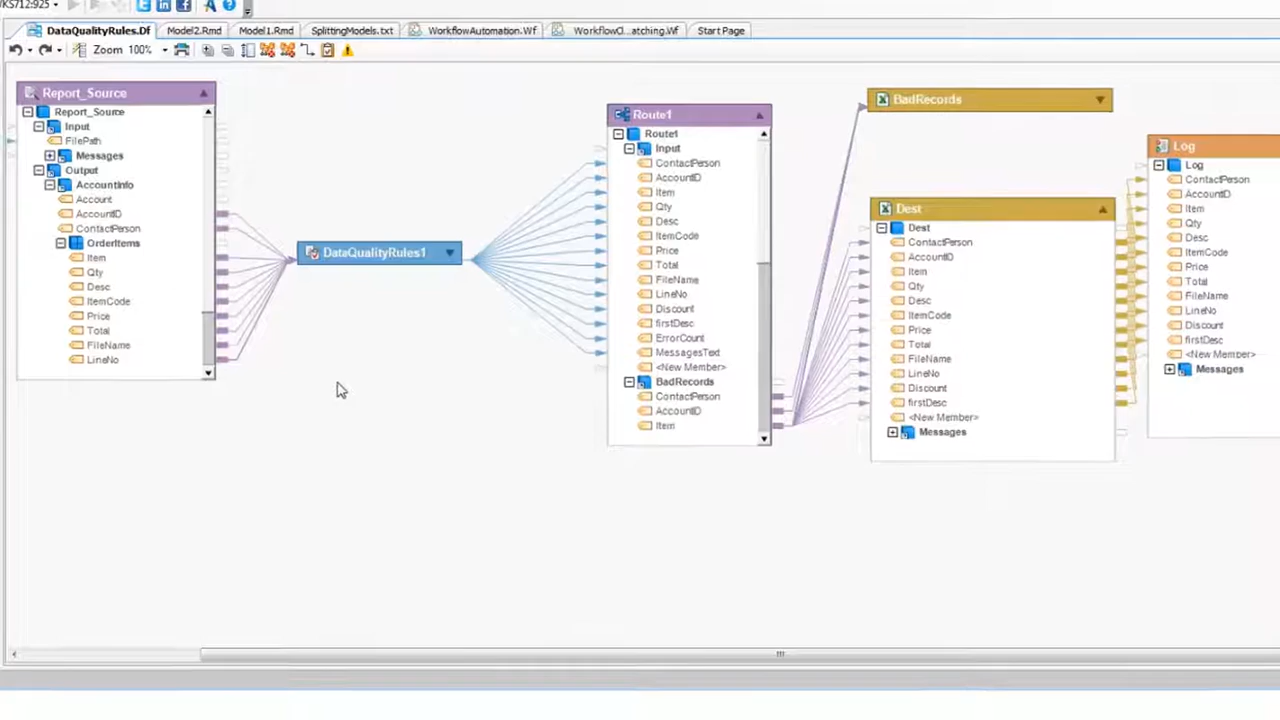 KS712:925
DataQualityRules.Df Model2.Rmd Model1.Rmd SplittingModels.txt WorkflowAutomation.Wf WorkflowO...atching.Wf Start Page
Zoom 100%
Report_Source
Report_Source
Input
FilePath
Messages
Output
AccountInfo
Account
AccountID
ContactPerson
OrderItems
Item
Qty
Desc
ItemCode
Price
Total
FileName
LineNo
DataQualityRules1
Route1
Route1
Input
ContactPerson
AccountID
Item
Qty
Desc
ItemCode
Price
Total
FileName
LineNo
Discount
firstDesc
ErrorCount
MessagesText
<New Member>
BadRecords
ContactPerson
AccountID
Item
BadRecords
Dest
Dest
ContactPerson
AccountID
Item
Qty
Desc
ItemCode
Price
Total
FileName
LineNo
Discount
firstDesc
<New Member>
Messages
Log
Log
ContactPerson
AccountID
Item
Qty
Desc
ItemCode
Price
Total
FileName
LineNo
Discount
firstDesc
<New Member>
Messages